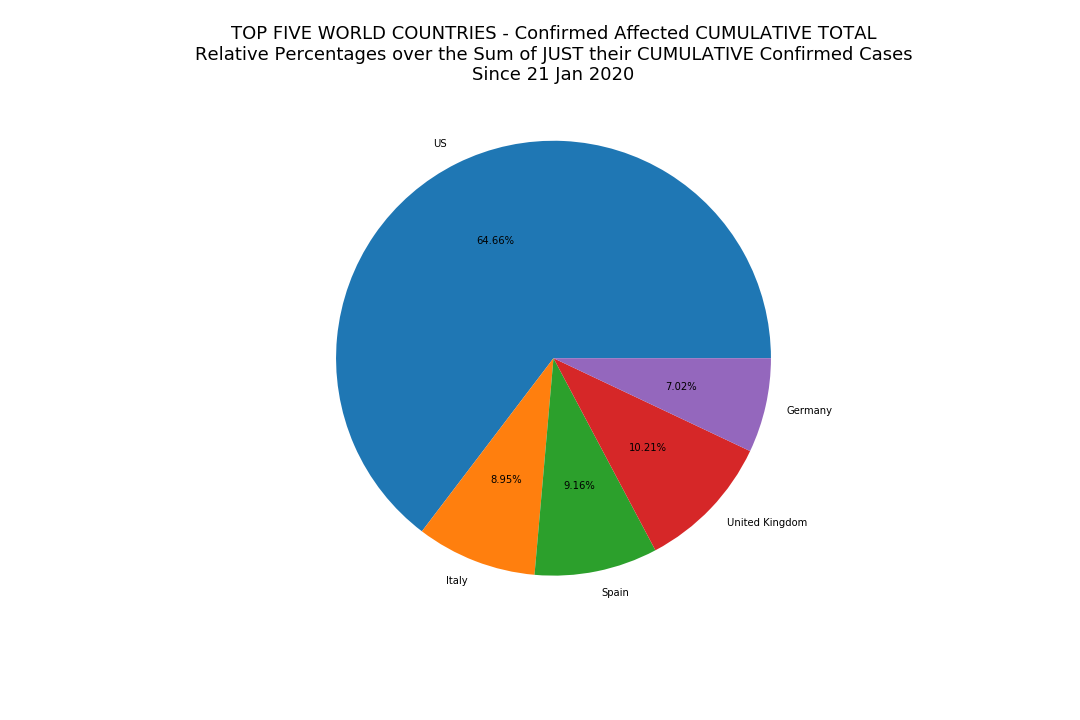 TOP FIVE WORLD COUNTRIES - Confirmed Affected CUMULATIVE TOTAL
Relative Percentages over the Sum of JUST their CUMULATIVE Confirmed Cases
Since 21 Jan 2020
US
64.66%
7.02%
Germany
10.21%
8.95%
9.16%
United Kingdom
Italy
Spain